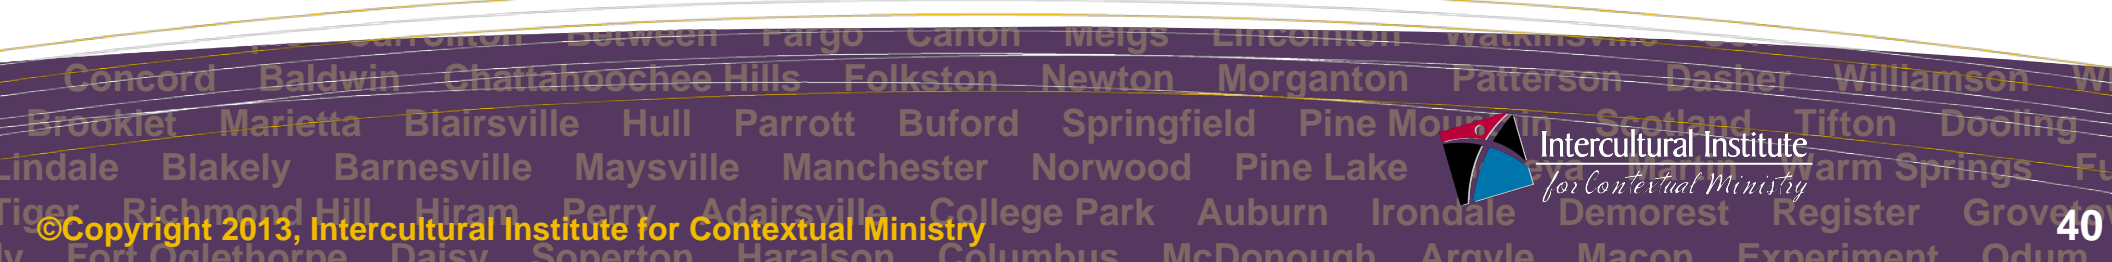 Carrollton Between Fargo Canon Meigs Lincolnton Watkinsville
Concord Baldwin Chattahoochee Hills Folkston Newton Morganton Patterson Dasher Williamson
Brooklet Marietta Blairsville Hull Parrott Buford Springfield Pine Mountain Scotland Tifton Dooling
Intercultural Institute
for Contextual Ministry
Lindale Blakely Barnesville Maysville Manchester Norwood Pine Lake Martin Warm Springs
Tiger Richmond Hill Hiram Perry Adairsville College Park Auburn Irondale Demorest Register
©Copyright 2013, Intercultural Institute for Contextual Ministry
40
Fort Oglethorpe Daisy Soperton Haralson Columbus McDonough Argyle Macon Experiment Odum